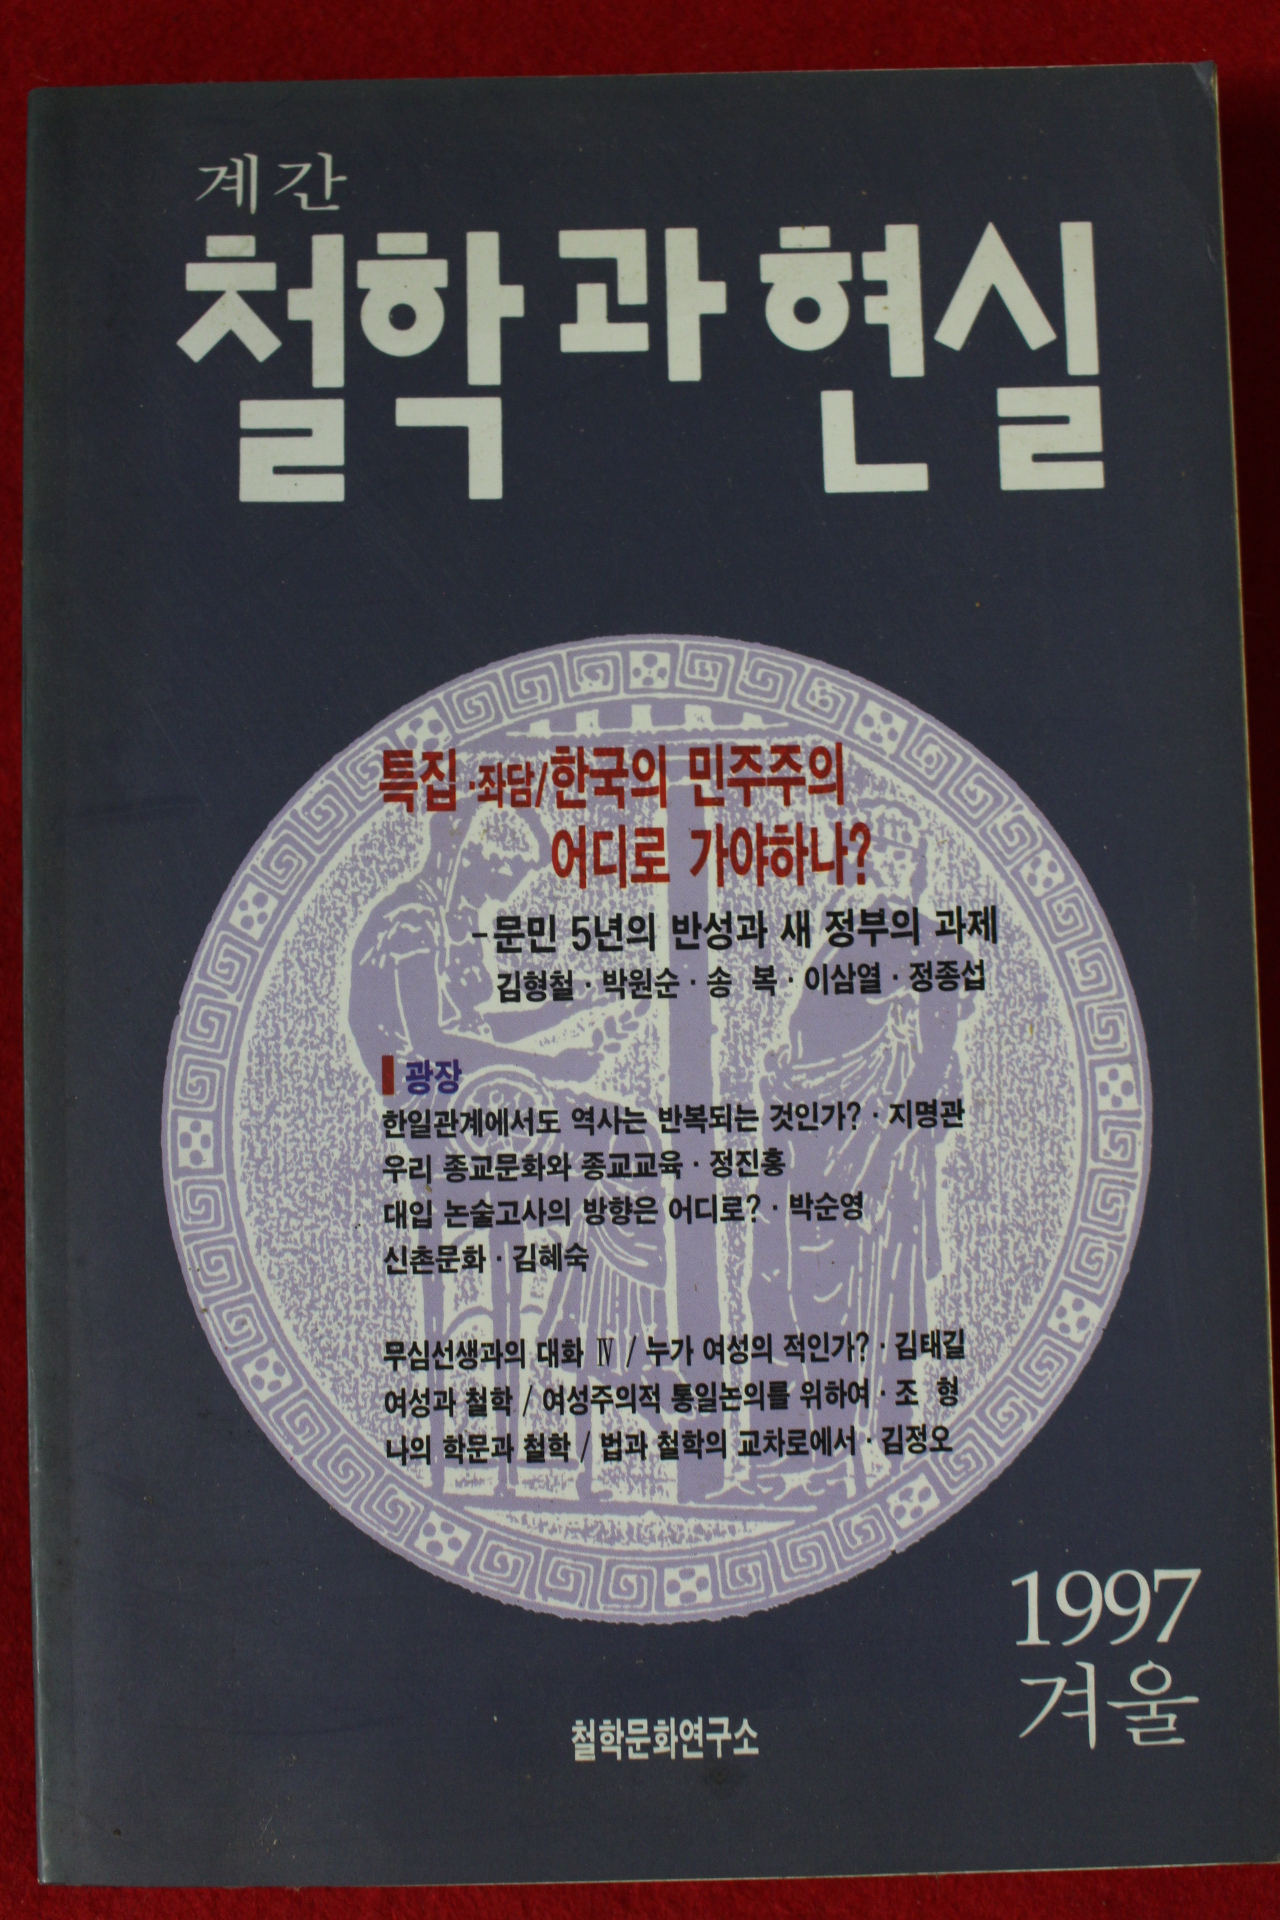 계간
철학과 현실
특집·좌담/한국의 민주주의
어디로 가야하나?
-문민 5년의 반성과 새 정부의 과제
김형철·박원순·송 복·이삼열·정종섭
광장
한일관계에서도 역사는 반복되는 것인가?·지명관
우리 종교문화와 종교교육·정진홍
대입 논술고사의 방향은 어디로?·박순영
신촌문화·김혜숙
무심선생과의 대화 Ⅳ / 누가 여성의 적인가?·김태길
여성과 철학 / 여성주의적 통일논의를 위하여·조 형
나의 학문과 철학 / 법과 철학의 교차로에서·김정오
1997
겨울
철학문화연구소